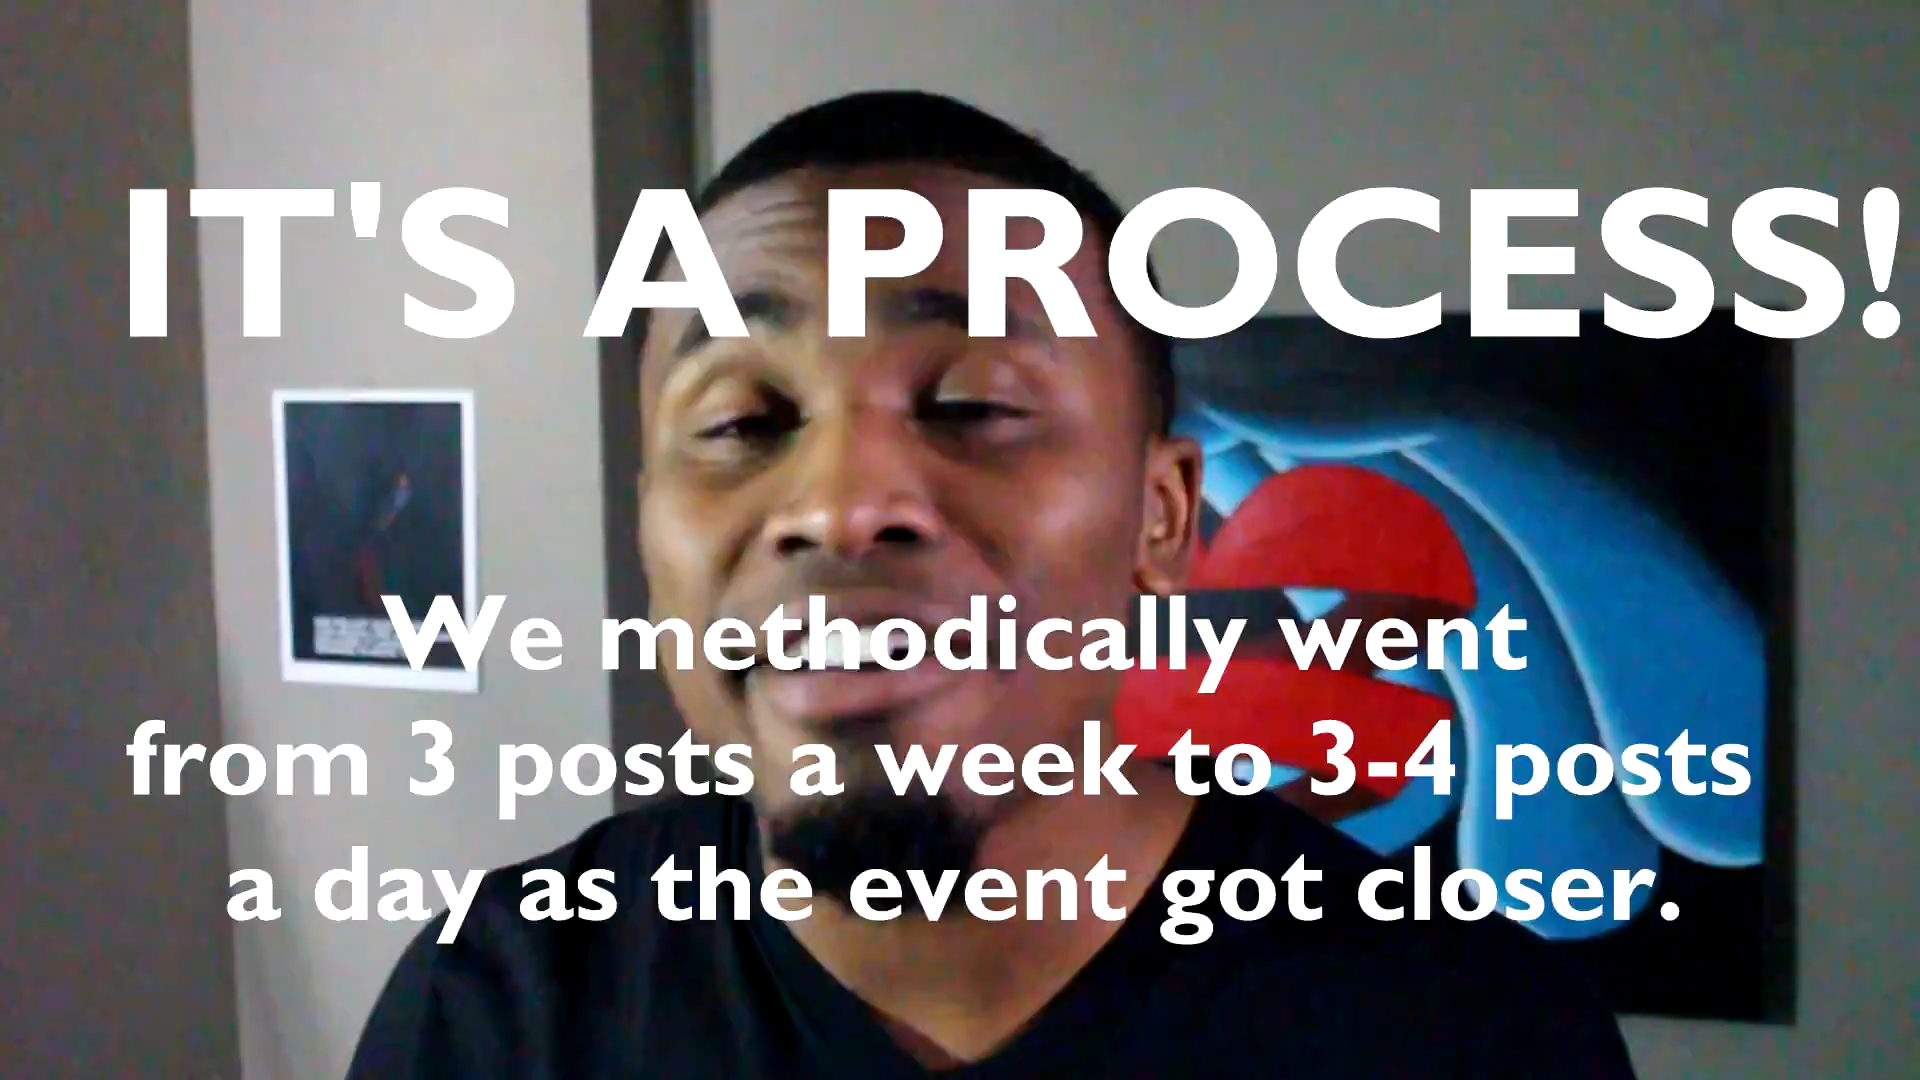 IT'S A PROCESS!
We methodically went
from 3 posts a week to 3-4 posts
a day as the event got closer.